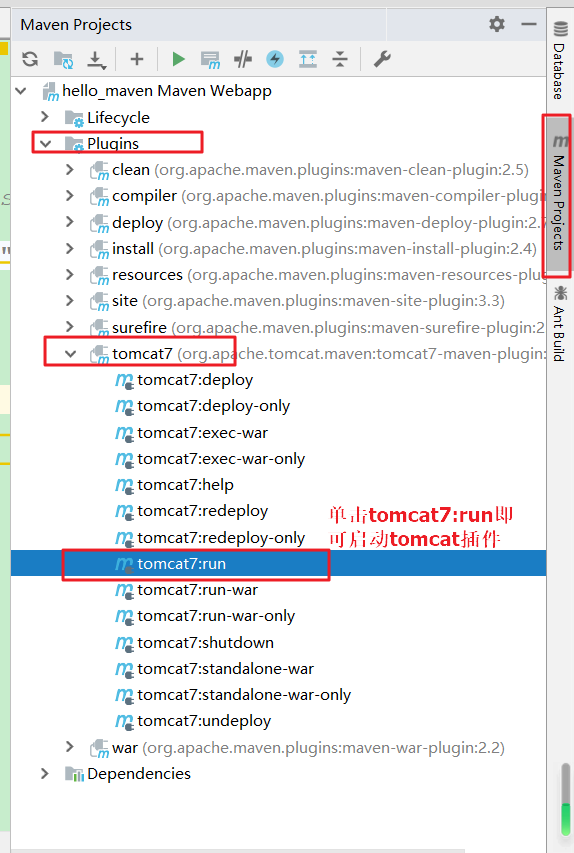 Maven Projects
hello_maven Maven Webapp
Lifecycle
Plugins
clean (org.apache.maven.plugins:maven-clean-plugin:2.5)
compiler (org.apache.maven.plugins:maven-compiler-plugin
deploy (org.apache.maven.plugins:maven-deploy-plugin:2.
install (org.apache.maven.plugins:maven-install-plugin:2.4)
resources (org.apache.maven.plugins:maven-resources-plug
site (org.apache.maven.plugins:maven-site-plugin:3.3)
surefire (org.apache.maven.plugins:maven-surefire-plugin:2
tomcat7 (org.apache.tomcat.maven:tomcat7-maven-plugin:
tomcat7:deploy
tomcat7:deploy-only
tomcat7:exec-war
tomcat7:exec-war-only
tomcat7:help
tomcat7:redeploy
tomcat7:redeploy-only
tomcat7:run
tomcat7:run-war
tomcat7:run-war-only
tomcat7:shutdown
tomcat7:standalone-war
tomcat7:standalone-war-only
tomcat7:undeploy
war (org.apache.maven.plugins:maven-war-plugin:2.2)
Dependencies
单击tomcat7:run即
可启动tomcat插件
Database
Maven Projects
Ant Build